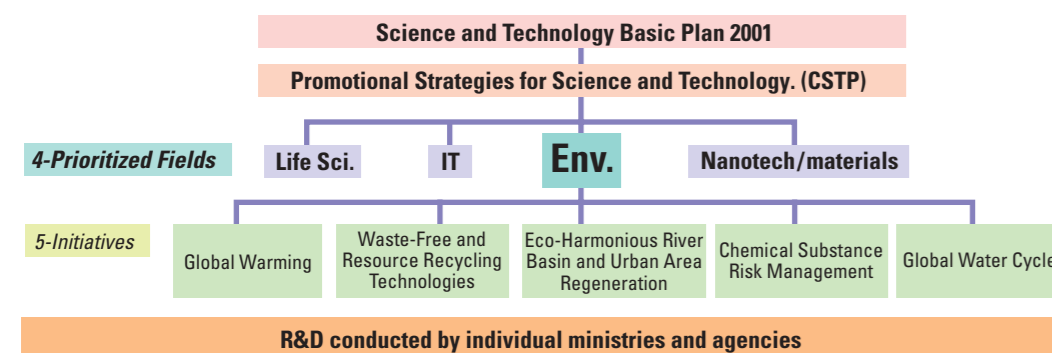 Science and Technology Basic Plan 2001
Promotional Strategies for Science and Technology. (CSTP)
4-Prioritized Fields
Life Sci.
IT
Env.
Nanotech/materials
5-Initiatives
Global Warming
Waste-Free and
Resource Recycling
Technologies
Eco-Harmonious River
Basin and Urban Area
Regeneration
Chemical Substance
Risk Management
Global Water Cycle
R&D conducted by individual ministries and agencies